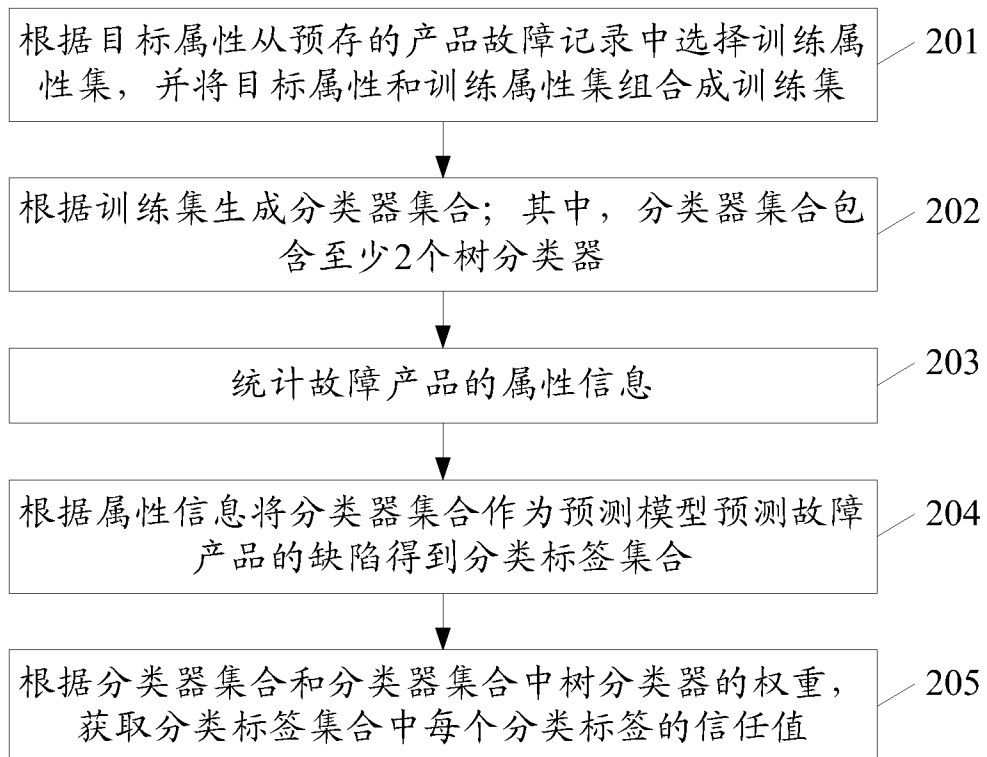 根据目标属性从预存的产品故障记录中选择训练属
性集，并将目标属性和训练属性集组合成训练集
201
根据训练集生成分类器集合；其中，分类器集合包
含至少2个树分类器
202
统计故障产品的属性信息
203
根据属性信息将分类器集合作为预测模型预测故障
产品的缺陷得到分类标签集合
204
根据分类器集合和分类器集合中树分类器的权重，
获取分类标签集合中每个分类标签的信任值
205